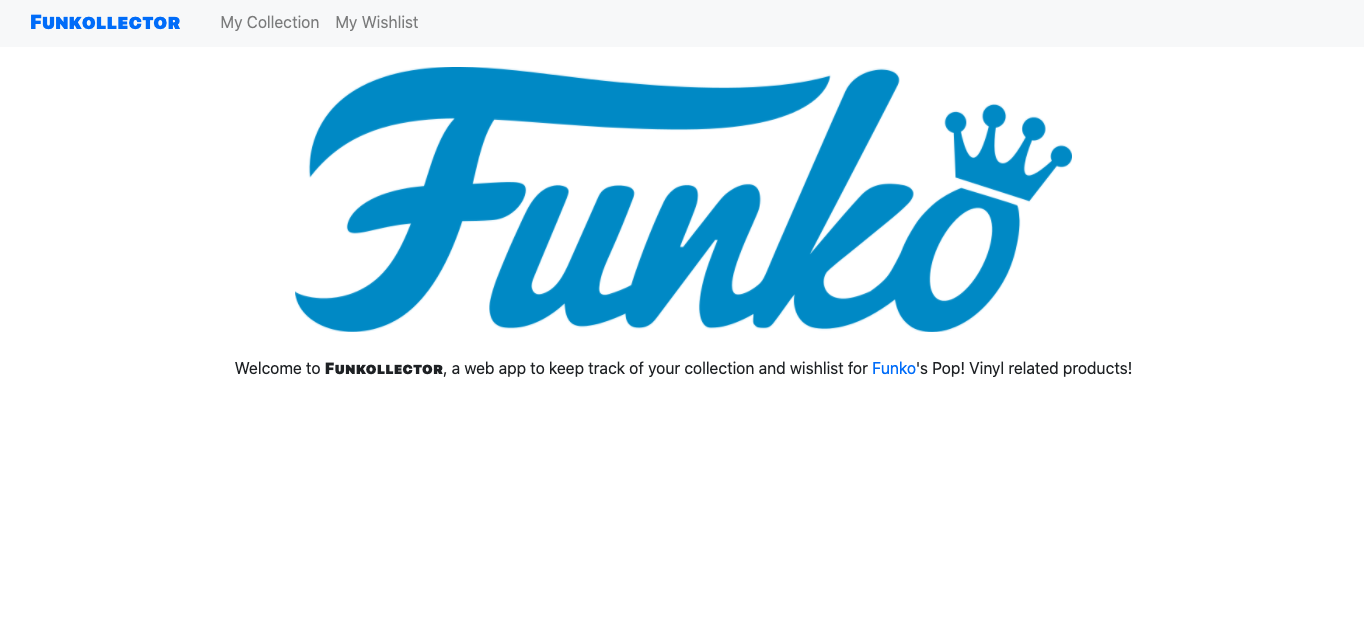 Funkollector My Collection My Wishlist
Funko
Welcome to Funkollector, a web app to keep track of your collection and wishlist for Funko's Pop! Vinyl related products!